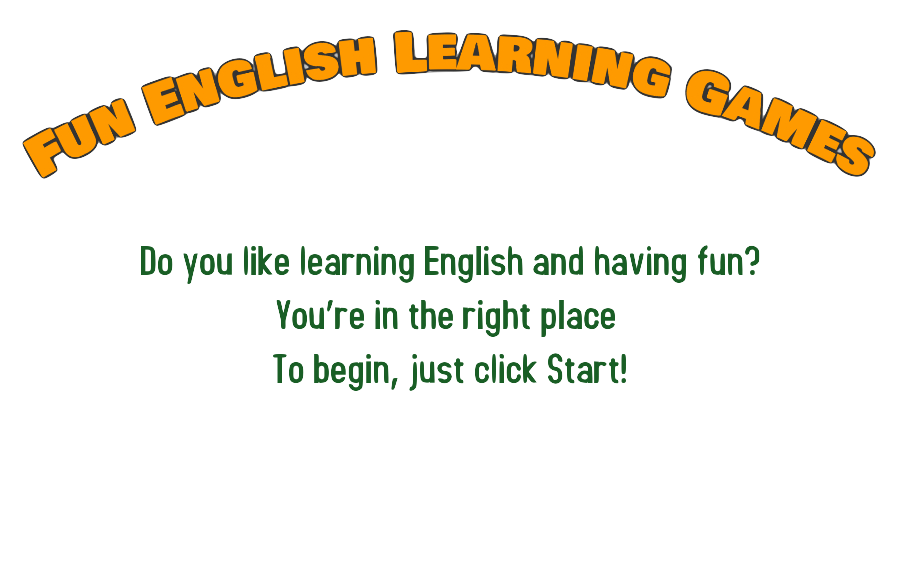 Fun English Learning Games
Do you like learning English and having fun?
You're in the right place
To begin, just click Start!